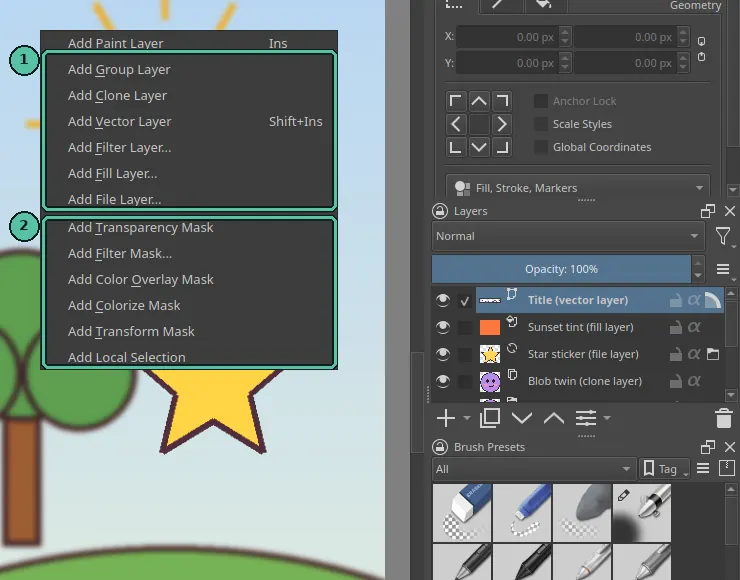 Geometry
Add Paint Layer Ins
1
Add Group Layer
Add Clone Layer
Add Vector Layer Shift+Ins
Add Filter Layer...
Add Fill Layer...
Add File Layer...
2
Add Transparency Mask
Add Filter Mask...
Add Color Overlay Mask
Add Colorize Mask
Add Transform Mask
Add Local Selection
X: 0.00 px 0.00 px
Y: 0.00 px 0.00 px
Anchor Lock
Scale Styles
Global Coordinates
Fill, Stroke, Markers
Layers
Normal
Opacity: 100%
Title (vector layer)
Sunset tint (fill layer)
Star sticker (file layer)
Blob twin (clone layer)
Brush Presets
All Tag